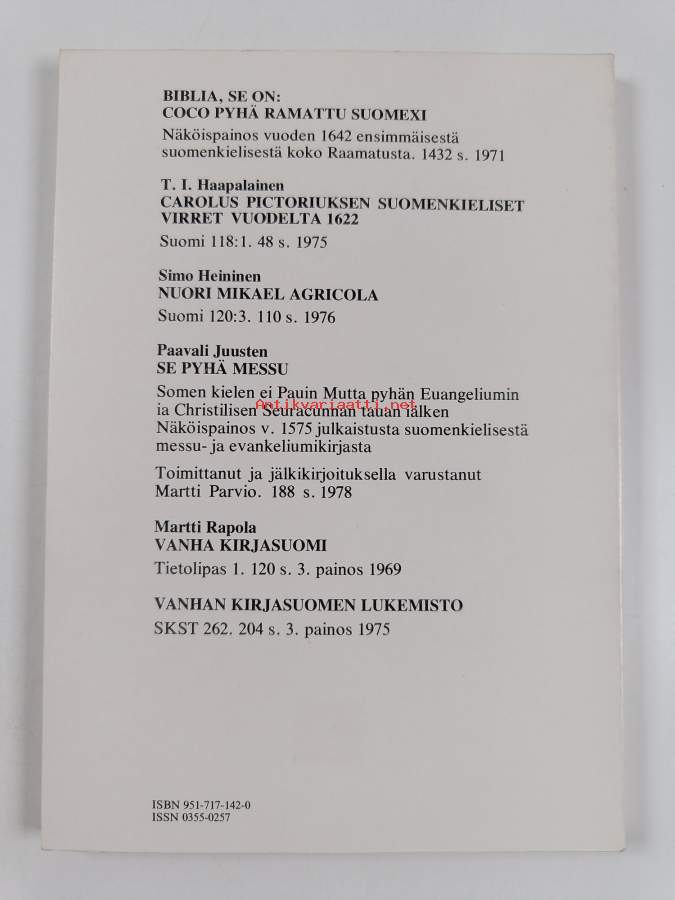 BIBLIA, SE ON:
COCO PYHÄ RAMATTU SUOMEXI
Näköispainos vuoden 1642 ensimmäisestä
suomenkielisestä koko Raamatusta. 1432 s. 1971
T. I. Haapalainen
CAROLUS PICTORIUKSEN SUOMENKIELISET
VIRRET VUODELTA 1622
Suomi 118:1. 48 s. 1975
Simo Heininen
NUORI MIKAEL AGRICOLA
Suomi 120:3. 110 s. 1976
Paavali Juusten
SE PYHÄ MESSU
Somen kielen ei Pauin Mutta pyhän Euangeliumin
ia Christilisen Seuracunnan tauan ialken
Antikvariaatti.net
Näköispainos v. 1575 julkaistusta suomenkielisestä
messu- ja evankeliumikirjasta
Toimittanut ja jälkikirjoituksella varustanut
Martti Parvio. 188 s. 1978
Martti Rapola
VANHA KIRJASUOMI
Tietolipas 1. 120 s. 3. painos 1969
VANHAN KIRJASUOMEN LUKEMISTO
SKST 262. 204 s. 3. painos 1975
ISBN 951-717-142-0
ISSN 0355-0257